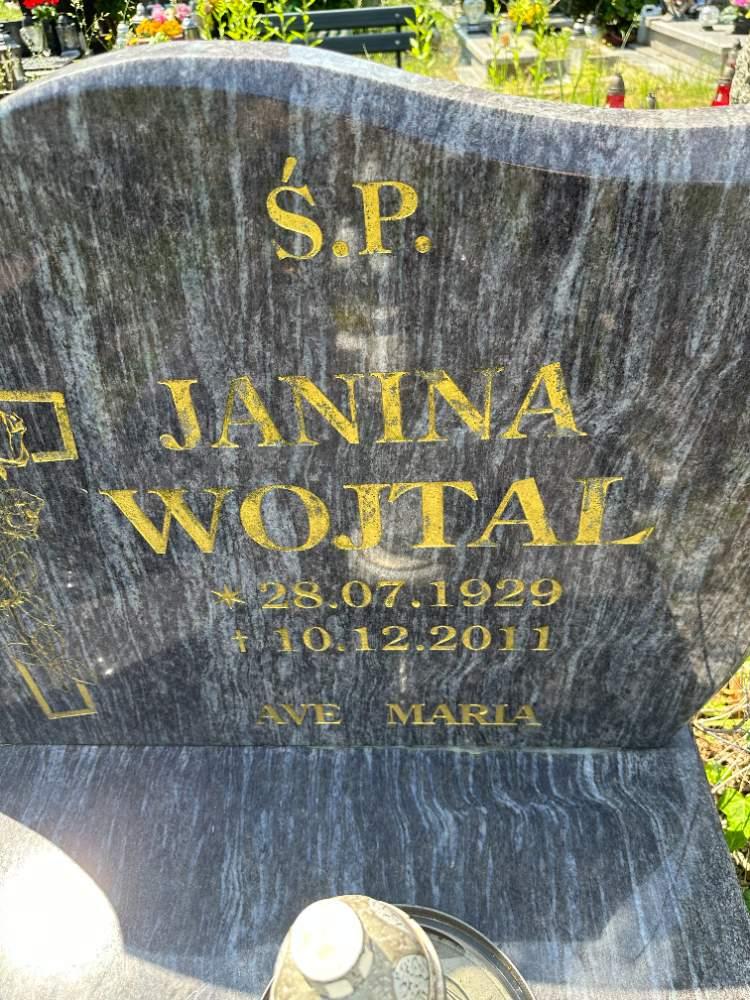 Ś.P.
JANINA
WOJTAL
* 28.07.1929
† 10.12.2011
AVE MARIA